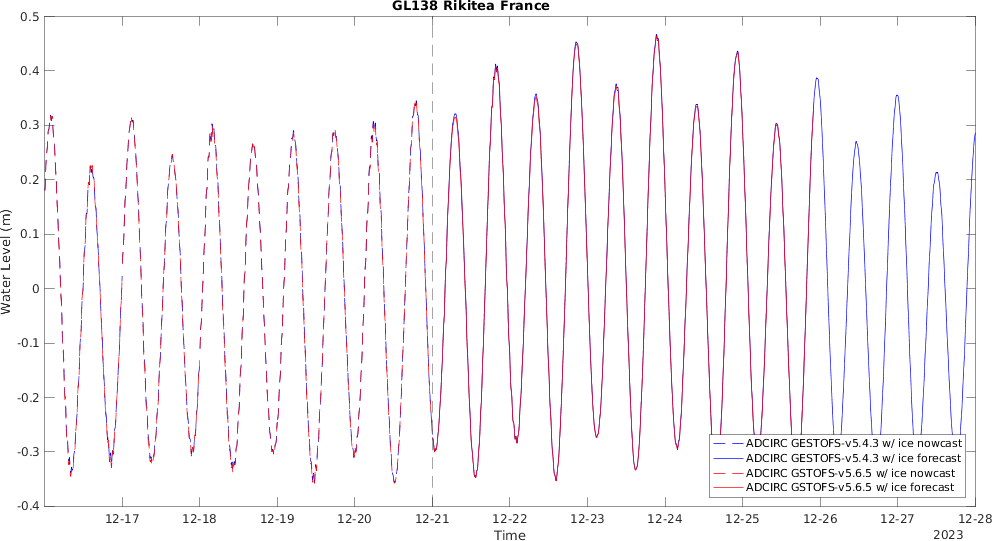 GL138 Rikitea France
0.5
0.4
0.3
0.2
0.1
0
-0.1
-0.2
-0.3
-0.4
Water Level (m)
ADCIRC GESTOFS-v5.4.3 w/ ice nowcast
ADCIRC GESTOFS-v5.4.3 w/ ice forecast
ADCIRC GSTOFS-v5.6.5 w/ ice nowcast
ADCIRC GSTOFS-v5.6.5 w/ ice forecast
12-17 12-18 12-19 12-20 12-21 12-22 12-23 12-24 12-25 12-26 12-27 12-28
Time
2023